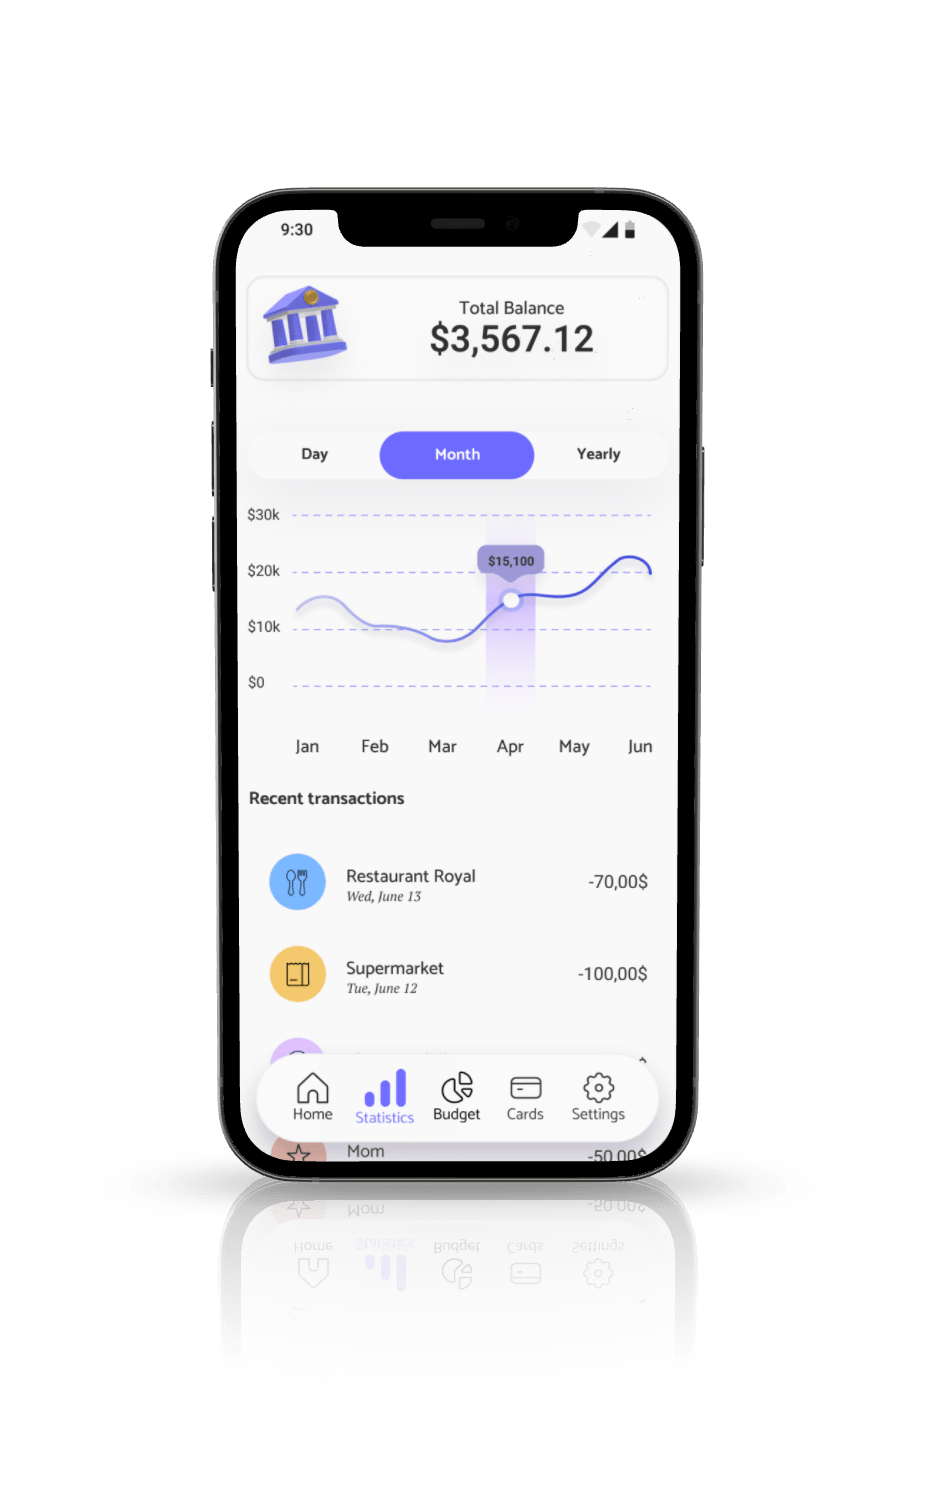 9:30
Total Balance
$3,567.12
Day Month Yearly
$30k
$15,100
$20k
$10k
$0
Jan Feb Mar Apr May Jun
Recent transactions
Restaurant Royal -70,00$
Wed, June 13
Supermarket -100,00$
Tue, June 12
Home Statistics Budget Cards Settings
Mom -50,00$